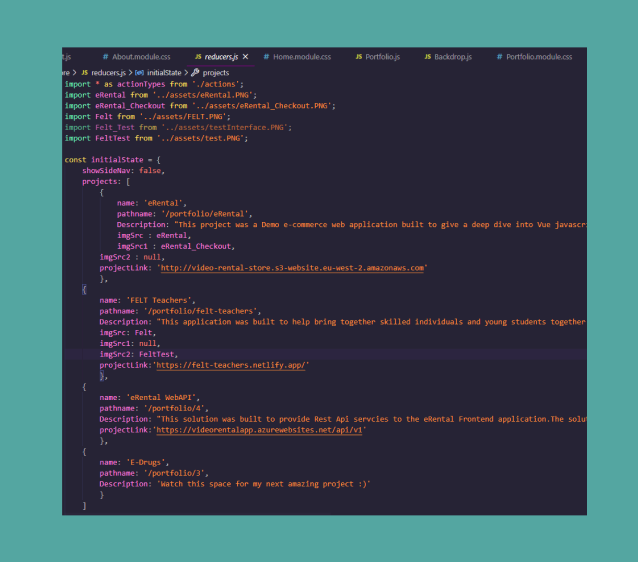 t.js About.module.css JS reducers.js × Home.module.css JS Portfolio.js JS Backdrop.js Portfolio.module.css
ore > JS reducers.js > initialState > projects
import * as actionTypes from './actions';
import eRental from '../assets/eRental.PNG';
import eRental_Checkout from '../assets/eRental_Checkout.PNG';
import Felt from '../assets/FELT.PNG';
import Felt_Test from '../assets/testInterface.PNG';
import FeltTest from '../assets/test.PNG';
const initialState = {
showSideNav: false,
projects: [
{
name: 'eRental',
pathname: '/portfolio/eRental',
Description: "This project was a Demo e-commerce web application built to give a deep dive into Vue javascri
imgSrc : eRental,
imgSrc1 : eRental_Checkout,
imgSrc2 : null,
projectLink: 'http://video-rental-store.s3-website.eu-west-2.amazonaws.com'
},
{
name: 'FELT Teachers',
pathname: '/portfolio/felt-teachers',
Description: "This application was built to help bring together skilled individuals and young students together
imgSrc: Felt,
imgSrc1: null,
imgSrc2: FeltTest,
projectLink:'https://felt-teachers.netlify.app/'
},
{
name: 'eRental WebAPI',
pathname: '/portfolio/4',
Description: "This solution was built to provide Rest Api servcies to the eRental Frontend application.The solut
projectLink:'https://videorentalapp.azurewebsites.net/api/v1'
},
{
name: 'E-Drugs',
pathname: '/portfolio/3',
Description: 'Watch this space for my next amazing project :)'
}
]